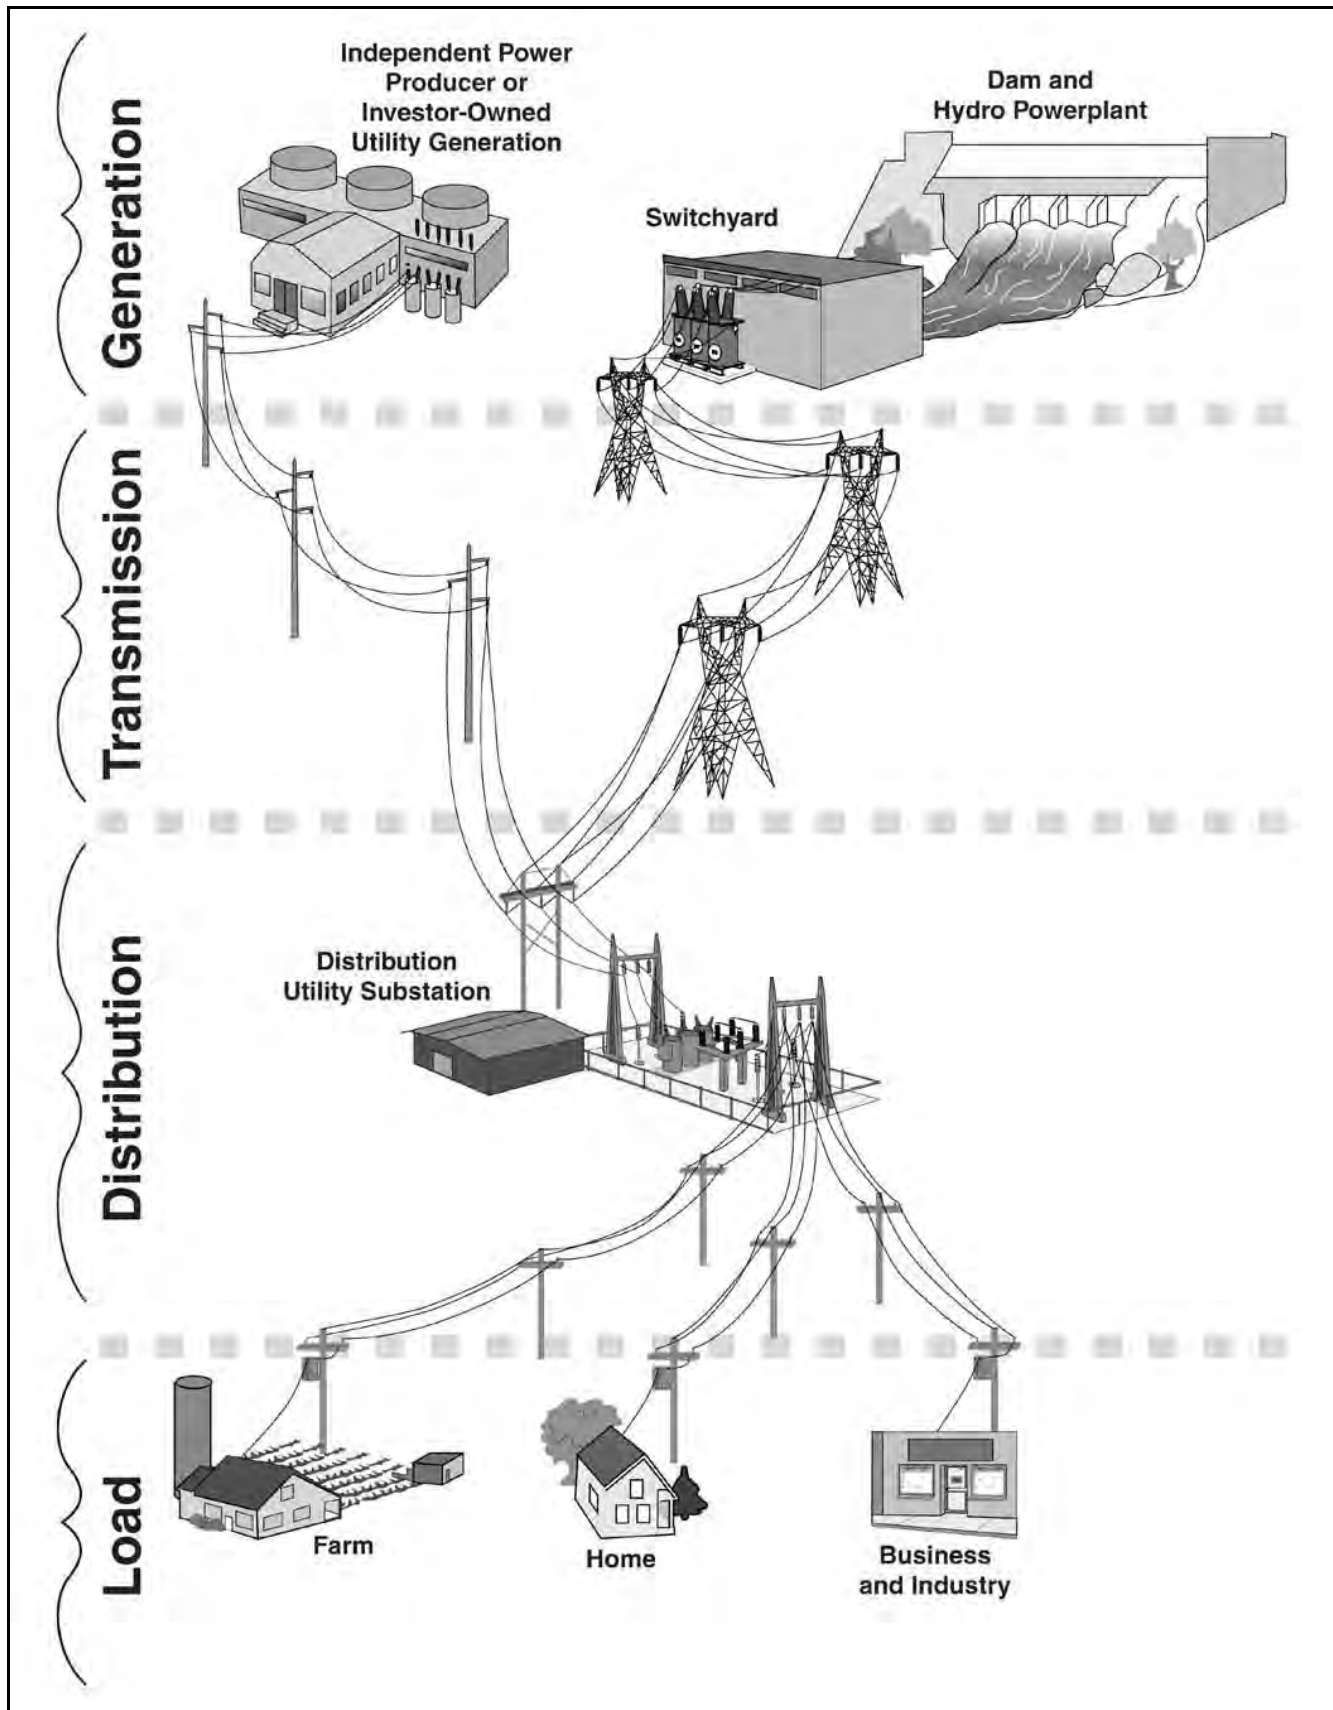 Generation
Independent Power
Producer or
Investor-Owned
Utility Generation
Dam and
Hydro Powerplant
Switchyard
Transmission
Distribution
Distribution
Utility Substation
Load
Farm
Home
Business
and Industry